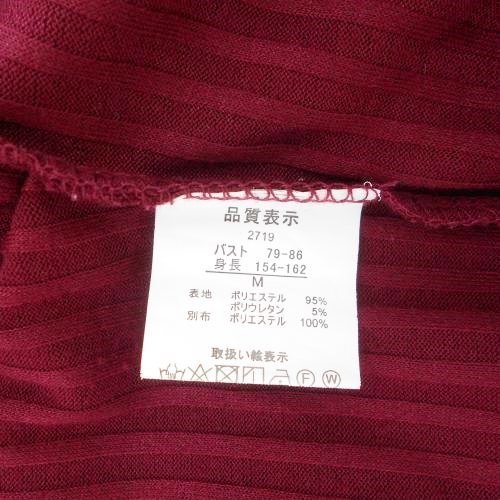 品質表示
2719
バスト 79-86
身長 154-162
M
表地 ポリエステル 95%
ポリウレタン 5%
別布 ポリエステル 100%
取扱い絵表示
F W